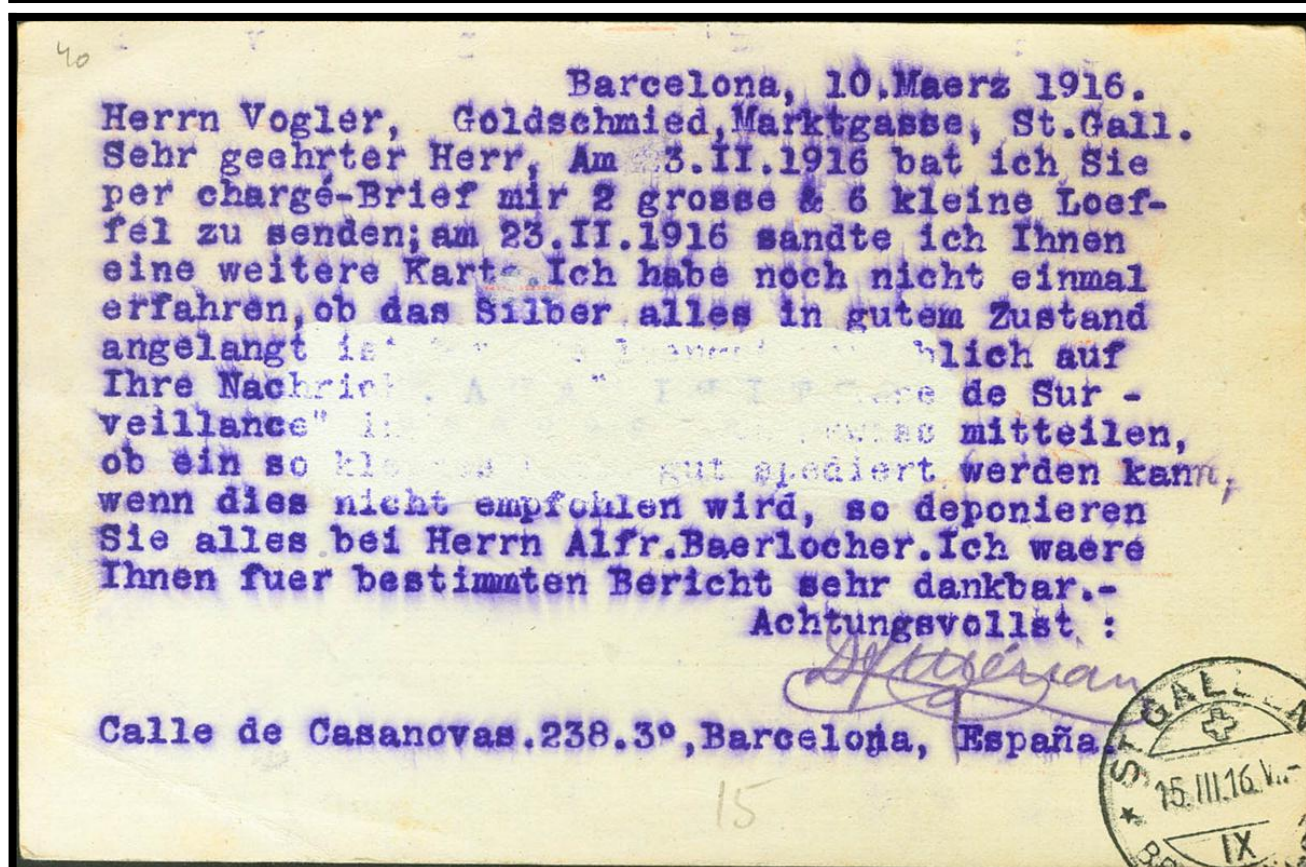 40
Barcelona, 10.Maerz 1916.
Herrn Vogler, Goldschmied,Marktgasse, St.Gall.
Sehr geehrter Herr, Am 3.II.1916 bat ich Sie
per chargé-Brief mir 2 grosse & 6 kleine Loef-
fel zu senden;am 23.II.1916 sandte ich Ihnen
eine weitere Karte.Ich habe noch nicht einmal
erfahren,ob das Silber alles in gutem Zustand
angelangt ist blich auf
Ihre Nachricht de Sur -
veillance" mitteilen,
ob ein so gut spediert werden kann,
wenn dies nicht empfohlen wird, so deponieren
Sie alles bei Herrn Alfr.Baerlocher.Ich waere
Ihnen fuer bestimmten Bericht sehr dankbar.-
Achtungsvollst :
Calle de Casanovas.238.3º,Barcelona, España.
15
ST. GALLEN
15.III.16.V
IX